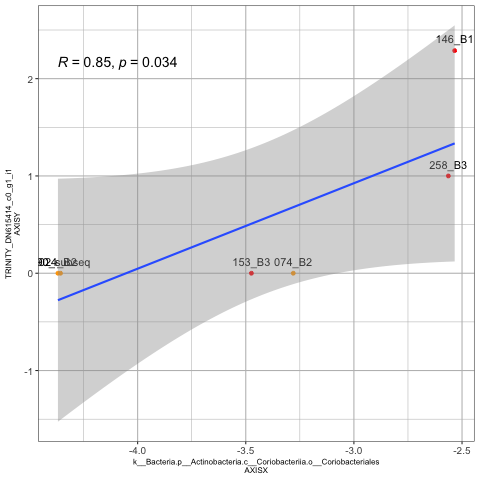 146_B1
R = 0.85, p = 0.034
2
258_B3
1
153_B3 074_B2
0
-1
-4.0 -3.5 -3.0 -2.5
k__Bacteria.p__Actinobacteria.c__Coriobacteriia.o__Coriobacteriales
AXISX
TRINITY_DN615414_c0_g1_i1
AXISY